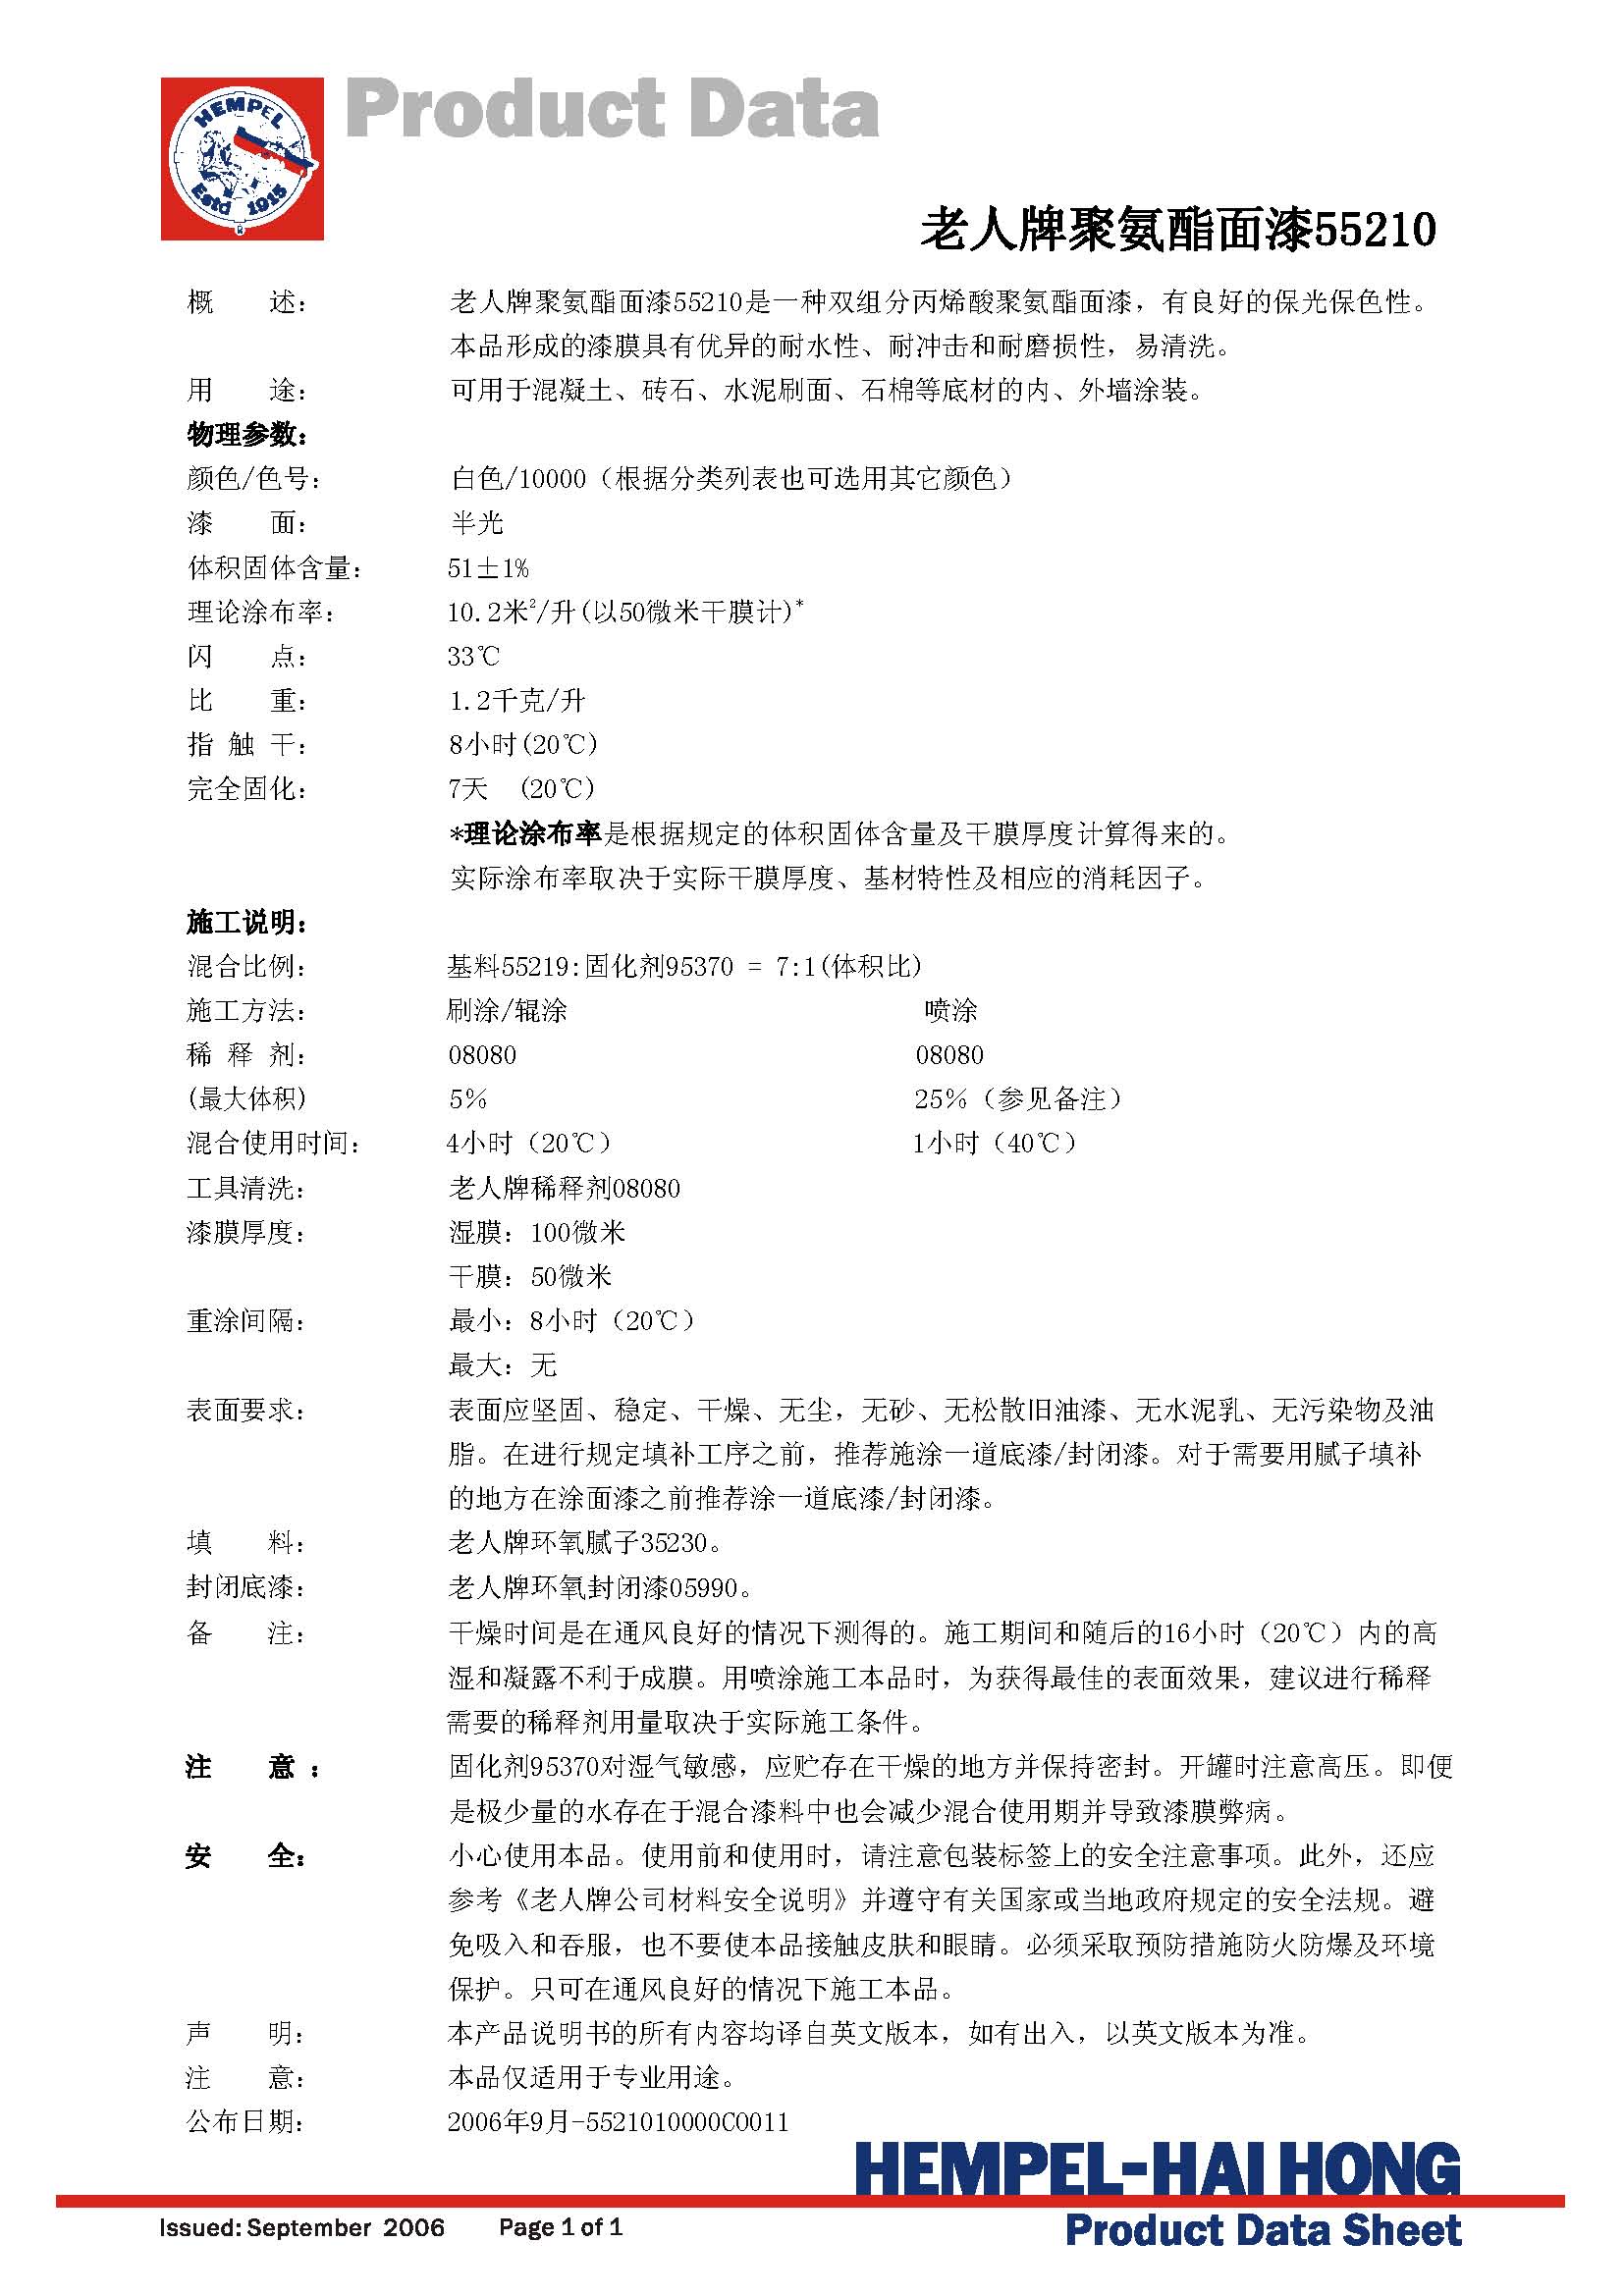 HEMPEL
Estd 1915
®
Product Data
老人牌聚氨酯面漆55210
概 述： 老人牌聚氨酯面漆55210是一种双组分丙烯酸聚氨酯面漆，有良好的保光保色性。
本品形成的漆膜具有优异的耐水性、耐冲击和耐磨损性，易清洗。
用 途： 可用于混凝土、砖石、水泥刷面、石棉等底材的内、外墙涂装。
物理参数：
颜色/色号： 白色/10000（根据分类列表也可选用其它颜色）
漆 面： 半光
体积固体含量： 51±1%
理论涂布率： 10.2米²/升(以50微米干膜计)*
闪 点： 33℃
比 重： 1.2千克/升
指 触 干： 8小时(20℃)
完全固化： 7天 (20℃)
*理论涂布率是根据规定的体积固体含量及干膜厚度计算得来的。
实际涂布率取决于实际干膜厚度、基材特性及相应的消耗因子。
施工说明：
混合比例： 基料55219:固化剂95370 = 7:1(体积比)
施工方法： 刷涂/辊涂 喷涂
稀 释 剂： 08080 08080
(最大体积) 5% 25%（参见备注）
混合使用时间： 4小时（20℃） 1小时（40℃）
工具清洗： 老人牌稀释剂08080
漆膜厚度： 湿膜：100微米
干膜：50微米
重涂间隔： 最小：8小时（20℃）
最大：无
表面要求： 表面应坚固、稳定、干燥、无尘，无砂、无松散旧油漆、无水泥乳、无污染物及油
脂。在进行规定填补工序之前，推荐施涂一道底漆/封闭漆。对于需要用腻子填补
的地方在涂面漆之前推荐涂一道底漆/封闭漆。
填 料： 老人牌环氧腻子35230。
封闭底漆： 老人牌环氧封闭漆05990。
备 注： 干燥时间是在通风良好的情况下测得的。施工期间和随后的16小时（20℃）内的高
湿和凝露不利于成膜。用喷涂施工本品时，为获得最佳的表面效果，建议进行稀释
需要的稀释剂用量取决于实际施工条件。
注 意 ： 固化剂95370对湿气敏感，应贮存在干燥的地方并保持密封。开罐时注意高压。即便
是极少量的水存在于混合漆料中也会减少混合使用期并导致漆膜弊病。
安 全： 小心使用本品。使用前和使用时，请注意包装标签上的安全注意事项。此外，还应
参考《老人牌公司材料安全说明》并遵守有关国家或当地政府规定的安全法规。避
免吸入和吞服，也不要使本品接触皮肤和眼睛。必须采取预防措施防火防爆及环境
保护。只可在通风良好的情况下施工本品。
声 明： 本产品说明书的所有内容均译自英文版本，如有出入，以英文版本为准。
注 意： 本品仅适用于专业用途。
公布日期： 2006年9月-5521010000C0011
HEMPEL-HAI HONG
Issued: September 2006 Page 1 of 1
Product Data Sheet